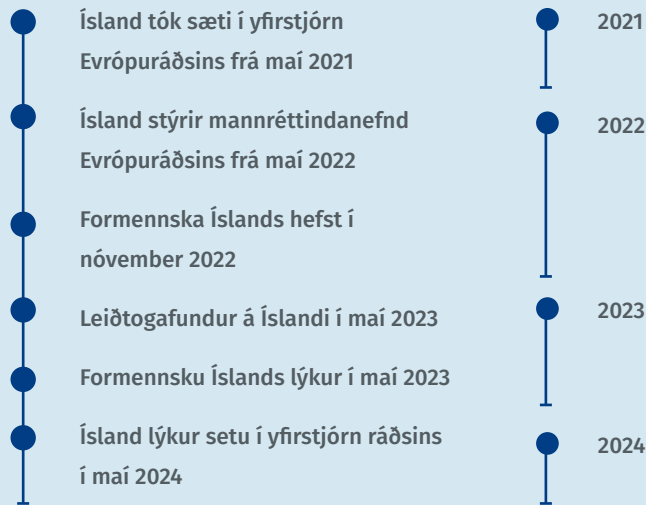 Ísland tók sæti í yfirstjórn
Evrópuráðsins frá maí 2021
Ísland stýrir mannréttindanefnd
Evrópuráðsins frá maí 2022
Formennska Íslands hefst í
nóvember 2022
Leiðtogafundur á Íslandi í maí 2023
Formennsku Íslands lýkur í maí 2023
Ísland lýkur setu í yfirstjórn ráðsins
í maí 2024
2021
2022
2023
2024